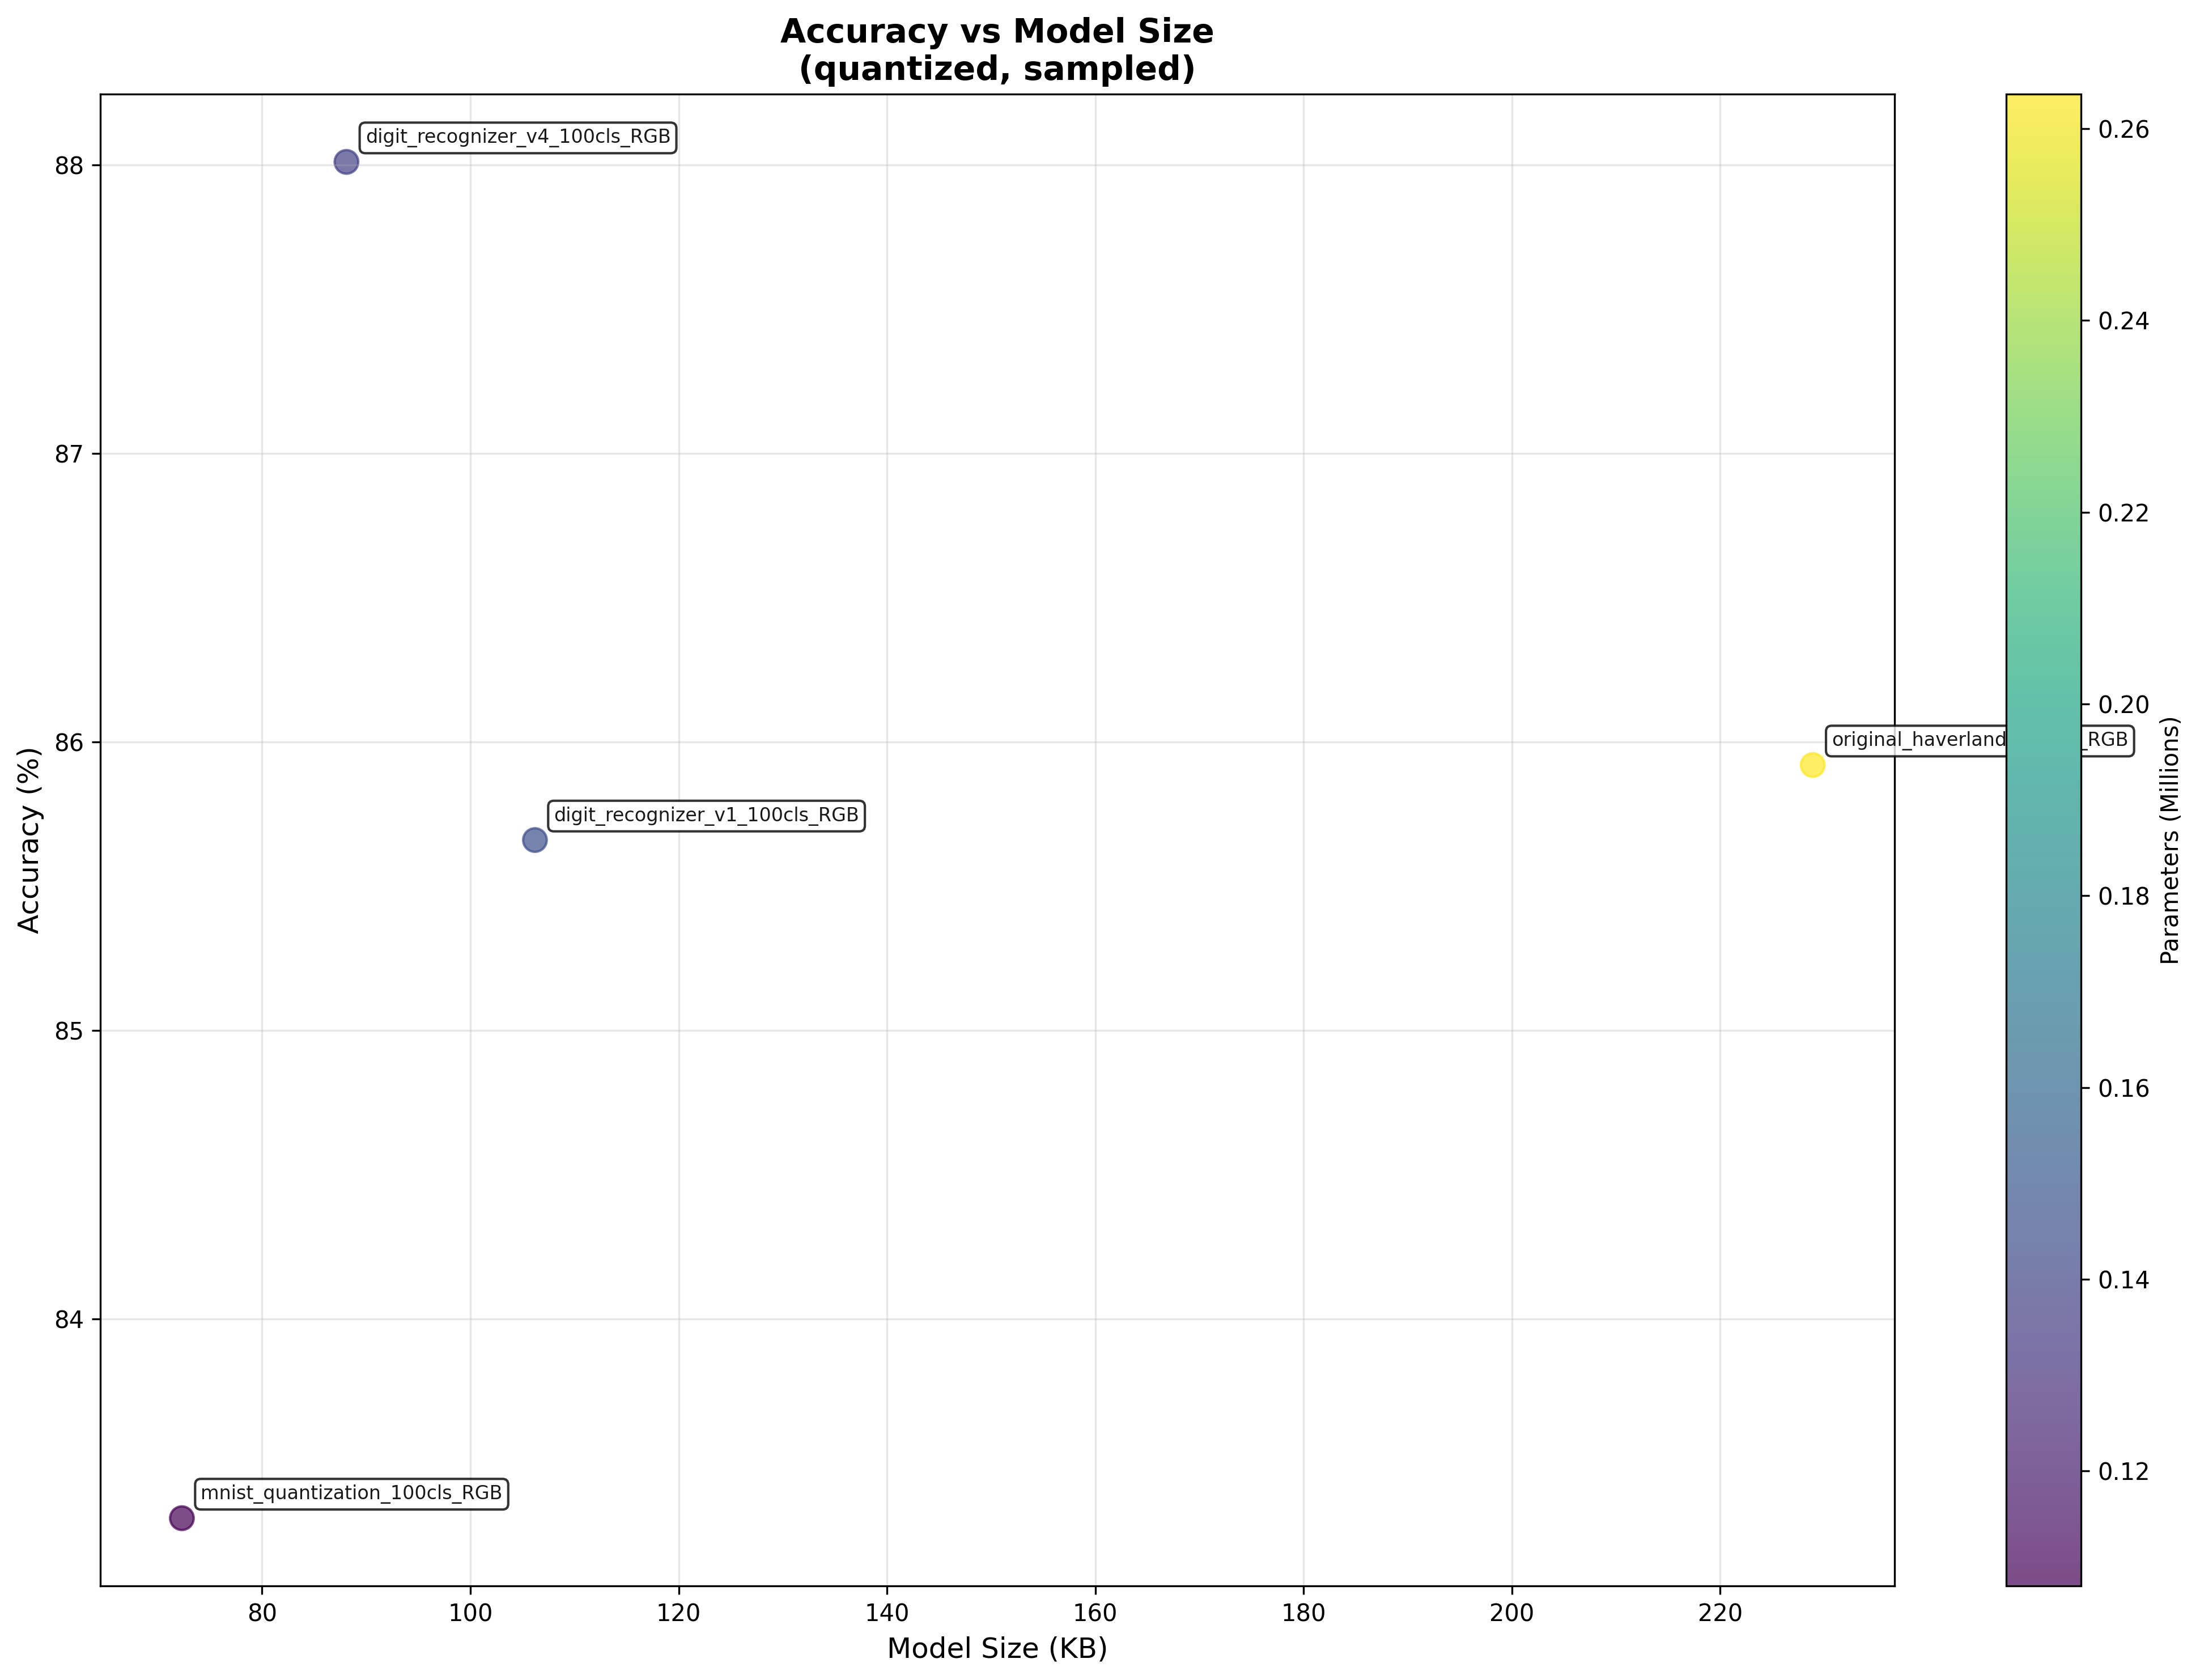 Accuracy vs Model Size
(quantized, sampled)
digit_recognizer_v4_100cls_RGB
original_haverland _RGB
digit_recognizer_v1_100cls_RGB
mnist_quantization_100cls_RGB
Accuracy (%)
88
87
86
85
84
80
100
120
140
160
180
200
220
Model Size (KB)
0.26
0.24
0.22
0.20
0.18
0.16
0.14
0.12
Parameters (Millions)